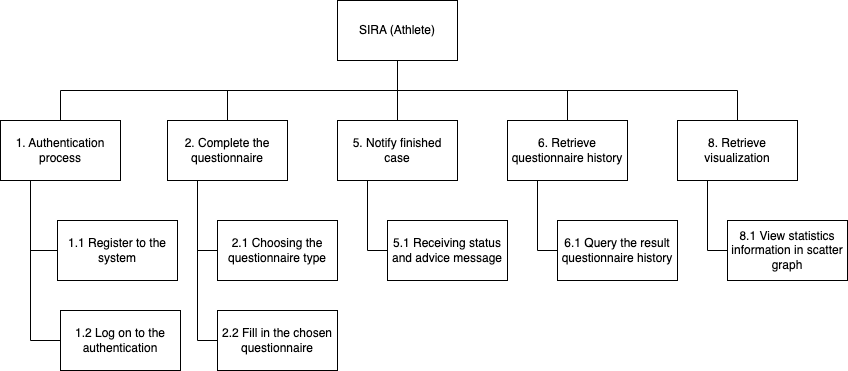 SIRA (Athlete)
1. Authentication
process
2. Complete the
questionnaire
5. Notify finished
case
6. Retrieve
questionnaire history
8. Retrieve
visualization
1.1 Register to the
system
2.1 Choosing the
questionnaire type
5.1 Receiving status
and advice message
6.1 Query the result
questionnaire history
8.1 View statistics
information in scatter
graph
1.2 Log on to the
authentication
2.2 Fill in the chosen
questionnaire